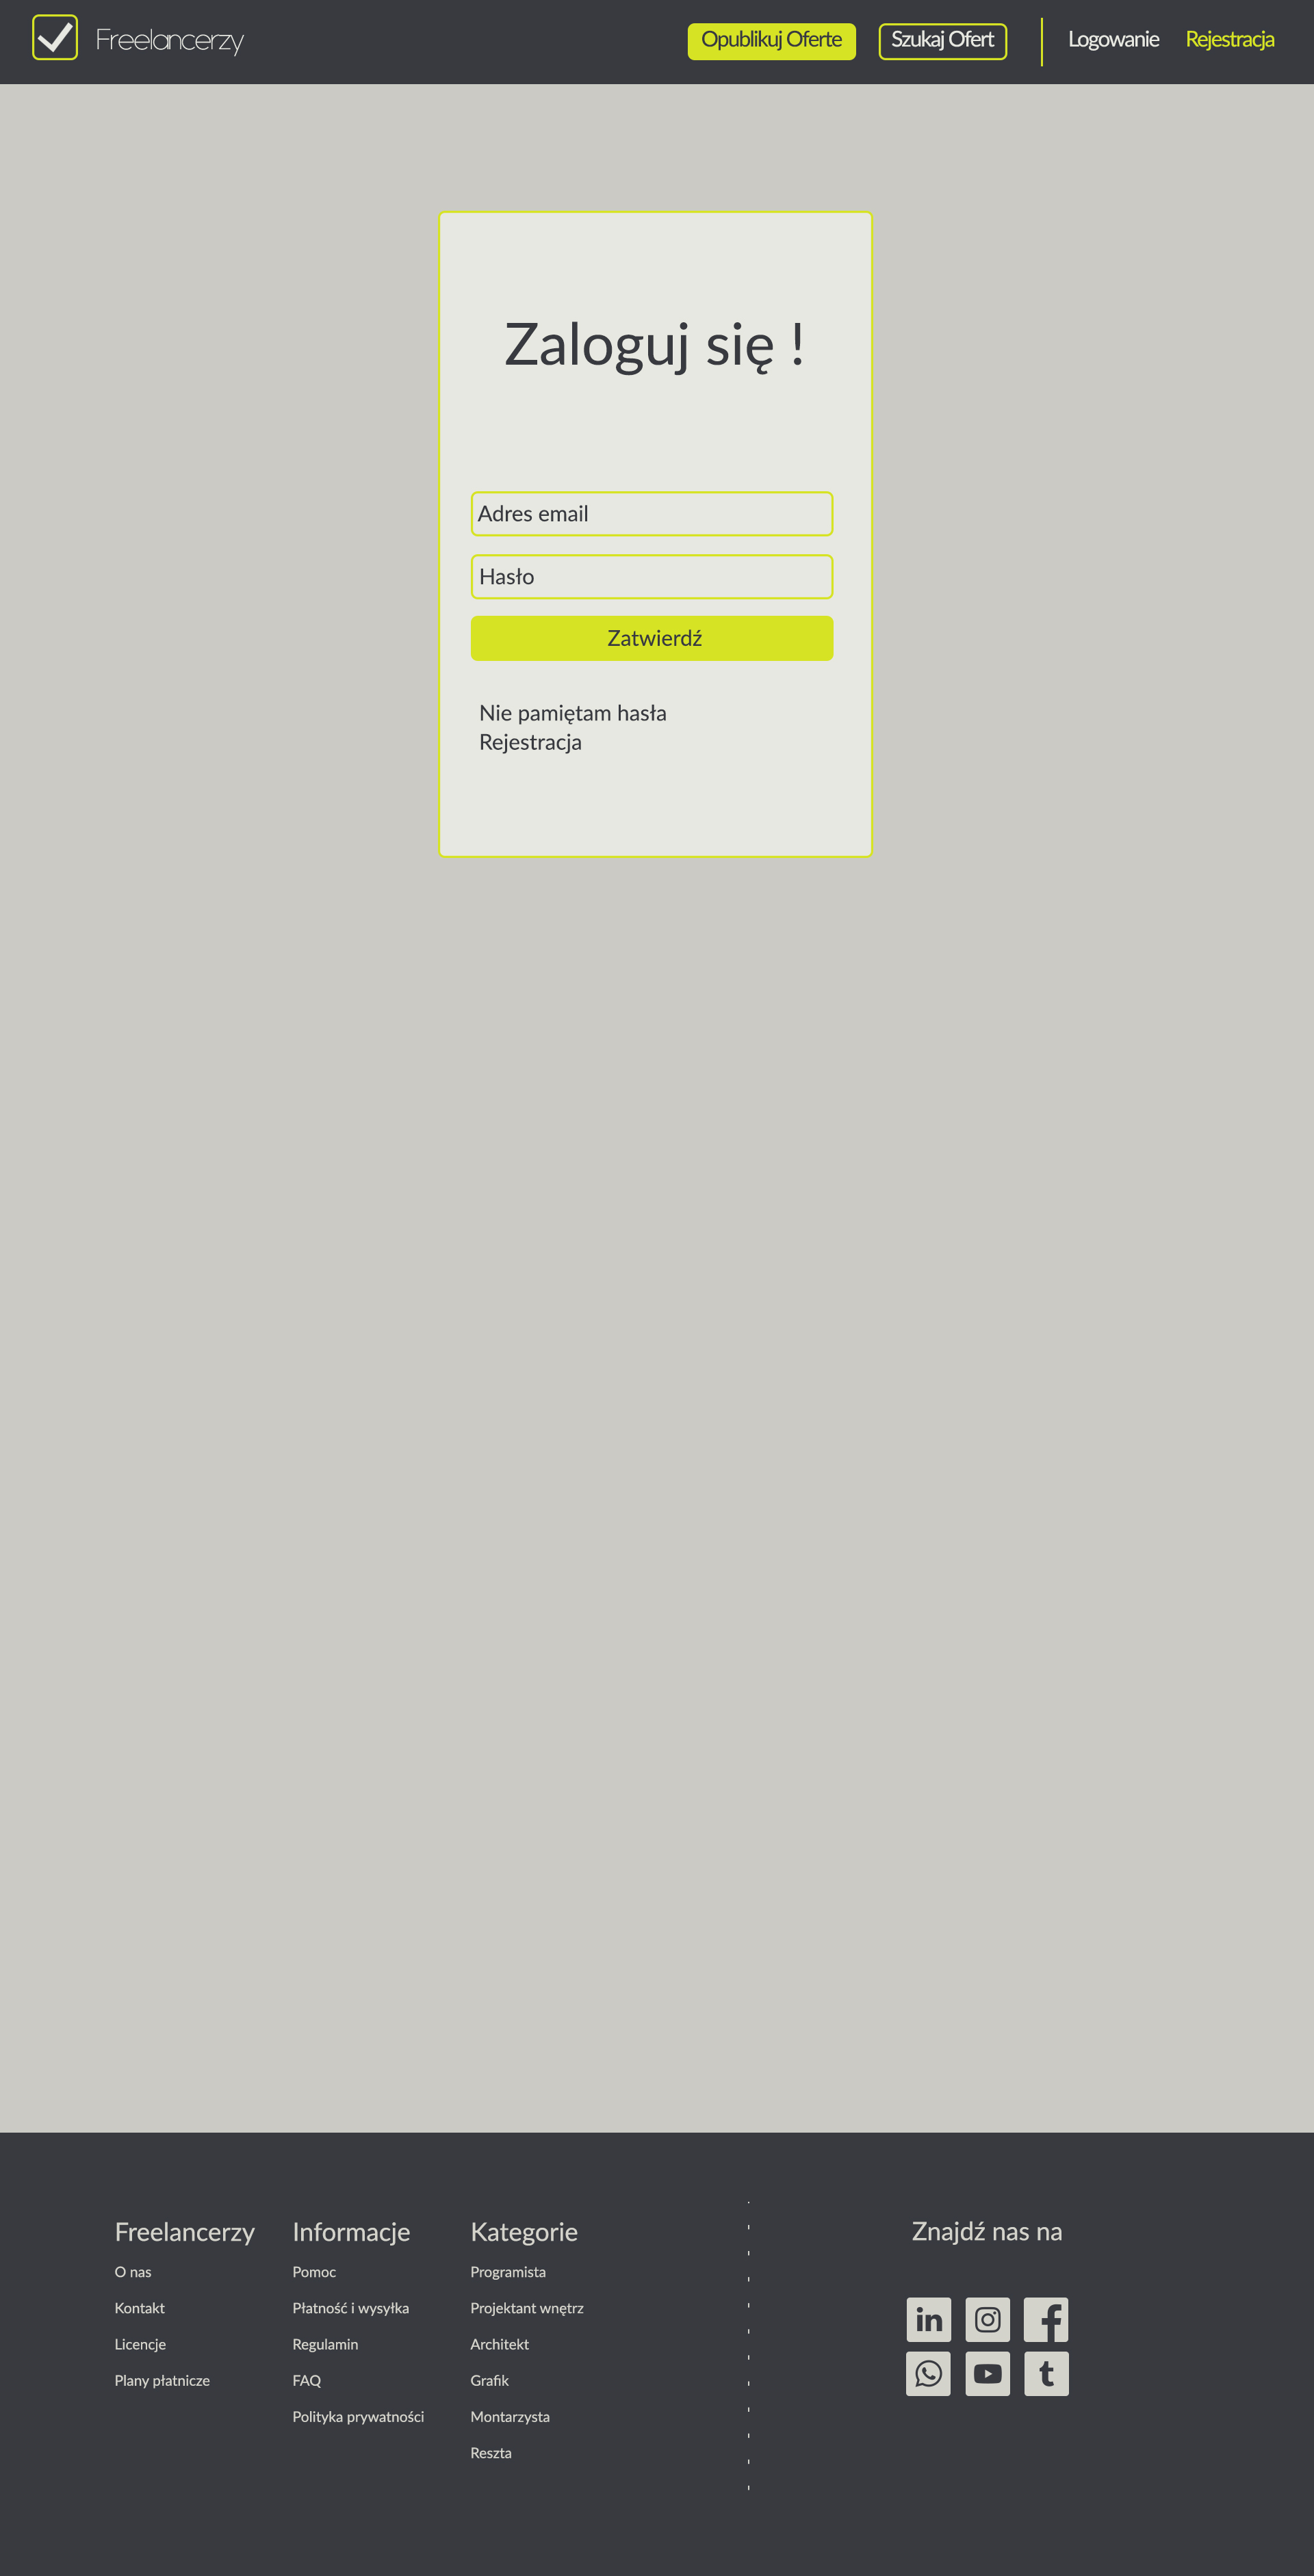 Freelancerzy
Opublikuj Oferte
Szukaj Ofert
Logowanie
Rejestracja
Zaloguj się !
Adres email
Hasło
Zatwierdź
Nie pamiętam hasła
Rejestracja
Freelancerzy
O nas
Kontakt
Licencje
Plany płatnicze
Informacje
Pomoc
Płatność i wysyłka
Regulamin
FAQ
Polityka prywatności
Kategorie
Programista
Projektant wnętrz
Architekt
Grafik
Montarzysta
Reszta
Znajdź nas na